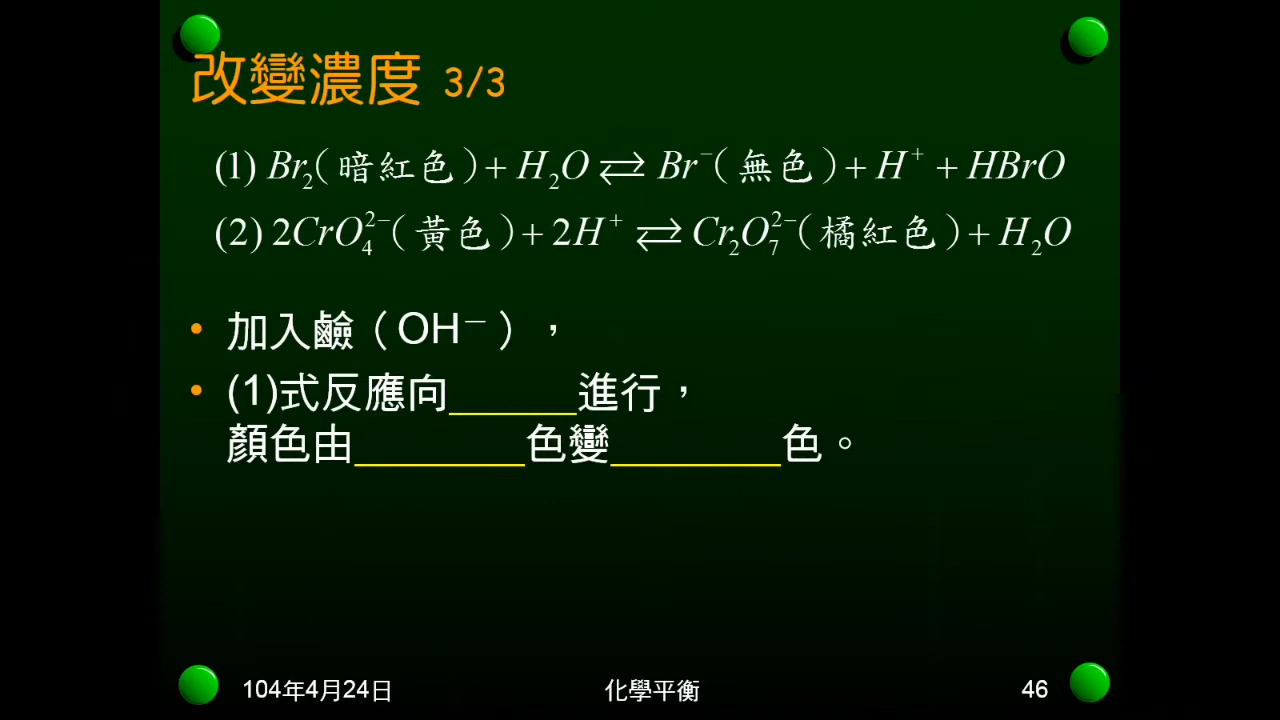 改變濃度 3/3
(1) Br₂(暗紅色)+ H₂O ⇄ Br⁻(無色)+ H⁺ + HBrO
(2) 2CrO₄²⁻(黃色)+ 2H⁺ ⇄ Cr₂O₇²⁻(橘紅色)+ H₂O
• 加入鹼（OH－），
• (1)式反應向______進行，
顏色由________色變________色。
104年4月24日 化學平衡 46